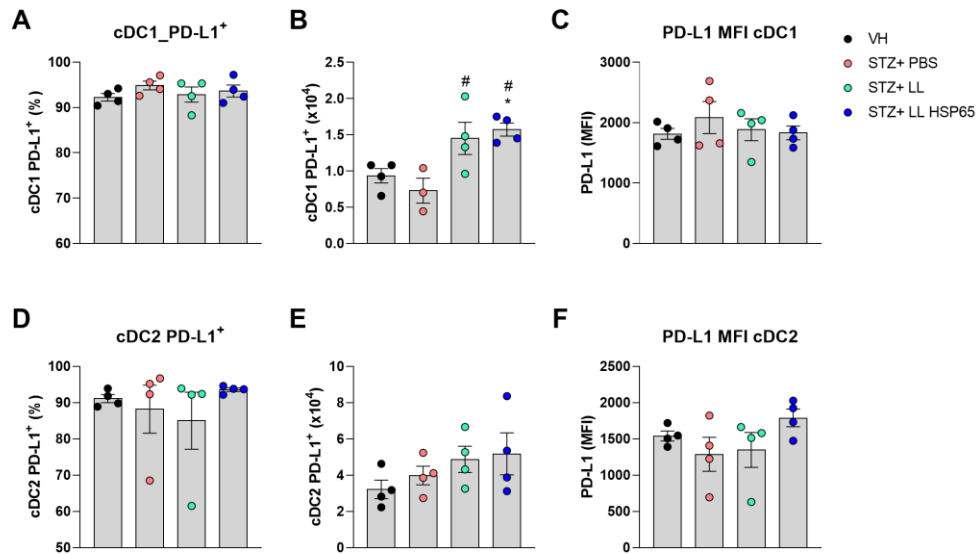 A
cDC1_PD-L1+
cDC1 PD-L1+ (%)
100
90
80
70
60
B
cDC1 PD-L1+ (x10⁴)
2.5
2.0
1.5
1.0
0.5
0.0
#
#
*
C
PD-L1 MFI cDC1
PD-L1 (MFI)
3000
2000
1000
0
VH
STZ+ PBS
STZ+ LL
STZ+ LL HSP65
D
cDC2 PD-L1+
cDC2 PD-L1+ (%)
100
90
80
70
60
50
E
cDC2 PD-L1+ (x10⁴)
10
8
6
4
2
0
F
PD-L1 MFI cDC2
PD-L1 (MFI)
2500
2000
1500
1000
500
0